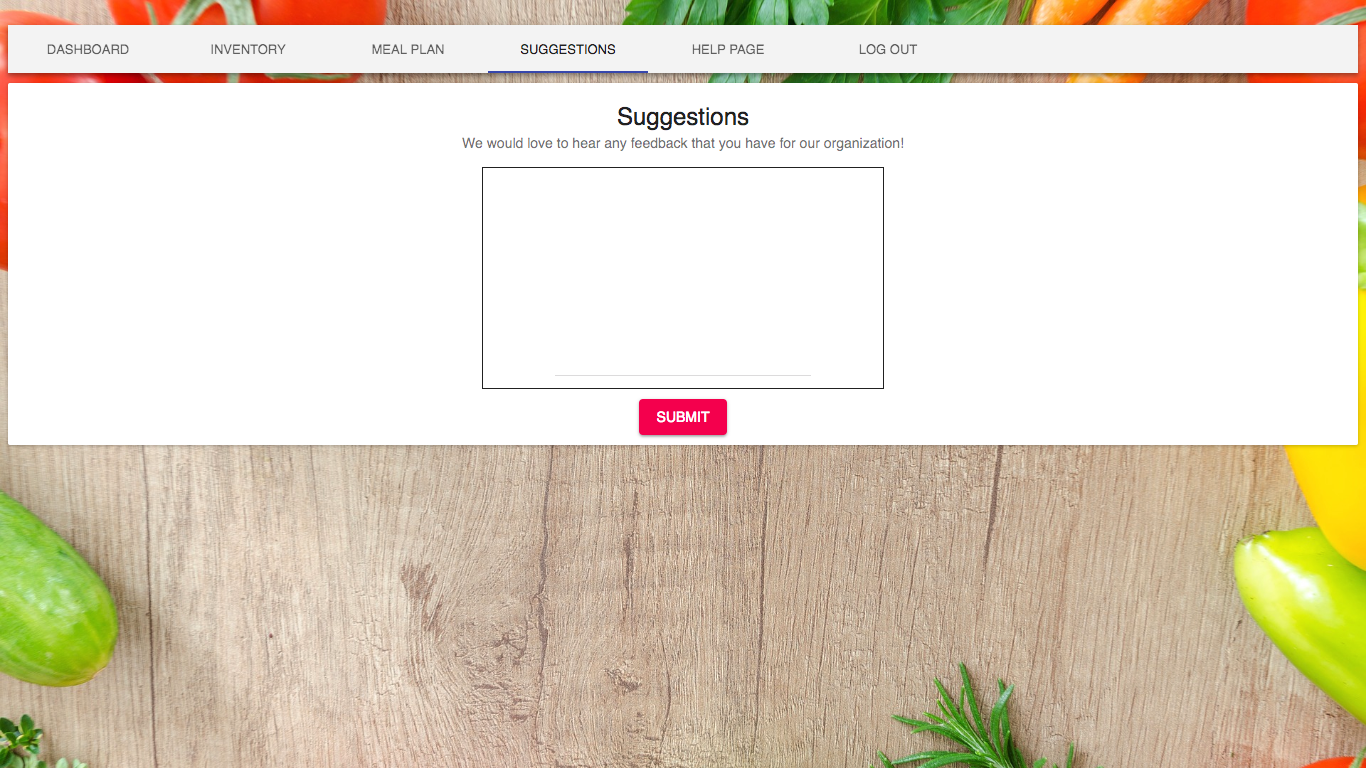 DASHBOARD INVENTORY MEAL PLAN SUGGESTIONS HELP PAGE LOG OUT
Suggestions
We would love to hear any feedback that you have for our organization!
SUBMIT